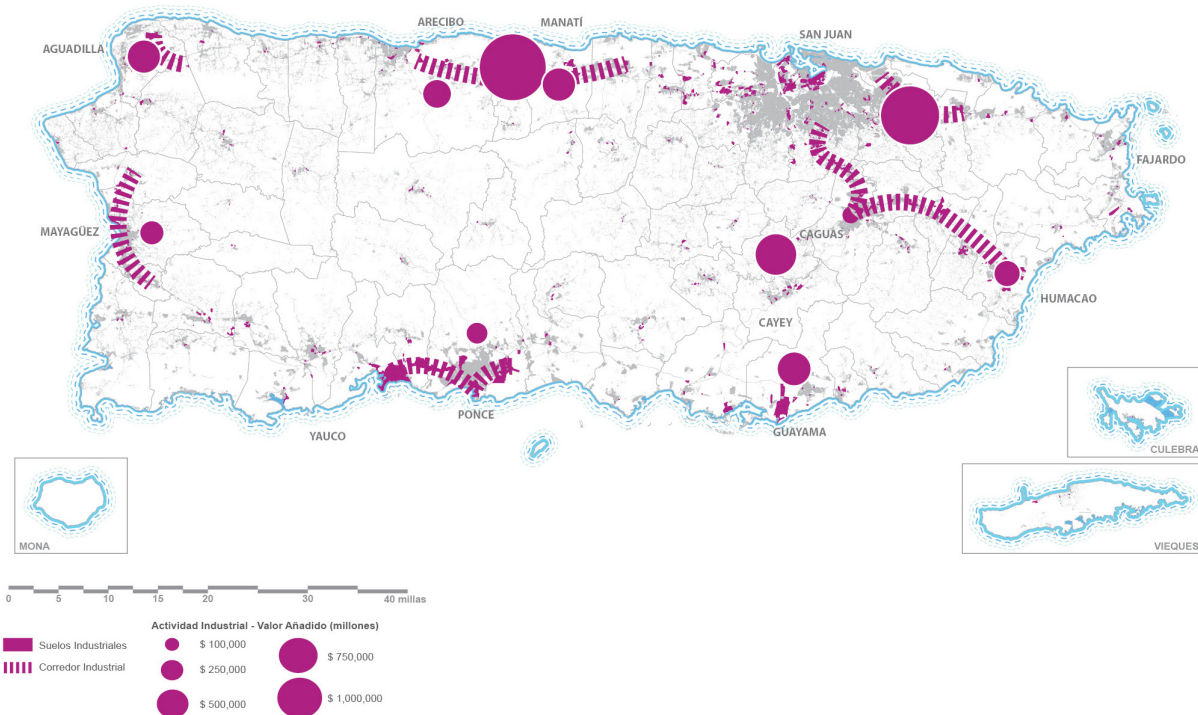 ARECIBO
MANATÍ
SAN JUAN
AGUADILLA
FAJARDO
MAYAGÜEZ
CAGUAS
HUMACAO
CAYEY
PONCE
YAUCO
GUAYAMA
CULEBRA
MONA
VIEQUES
0 5 10 15 20 30 40 millas
Actividad Industrial - Valor Añadido (millones)
Suelos Industriales
Corredor Industrial
$ 100,000
$ 250,000
$ 500,000
$ 750,000
$ 1,000,000